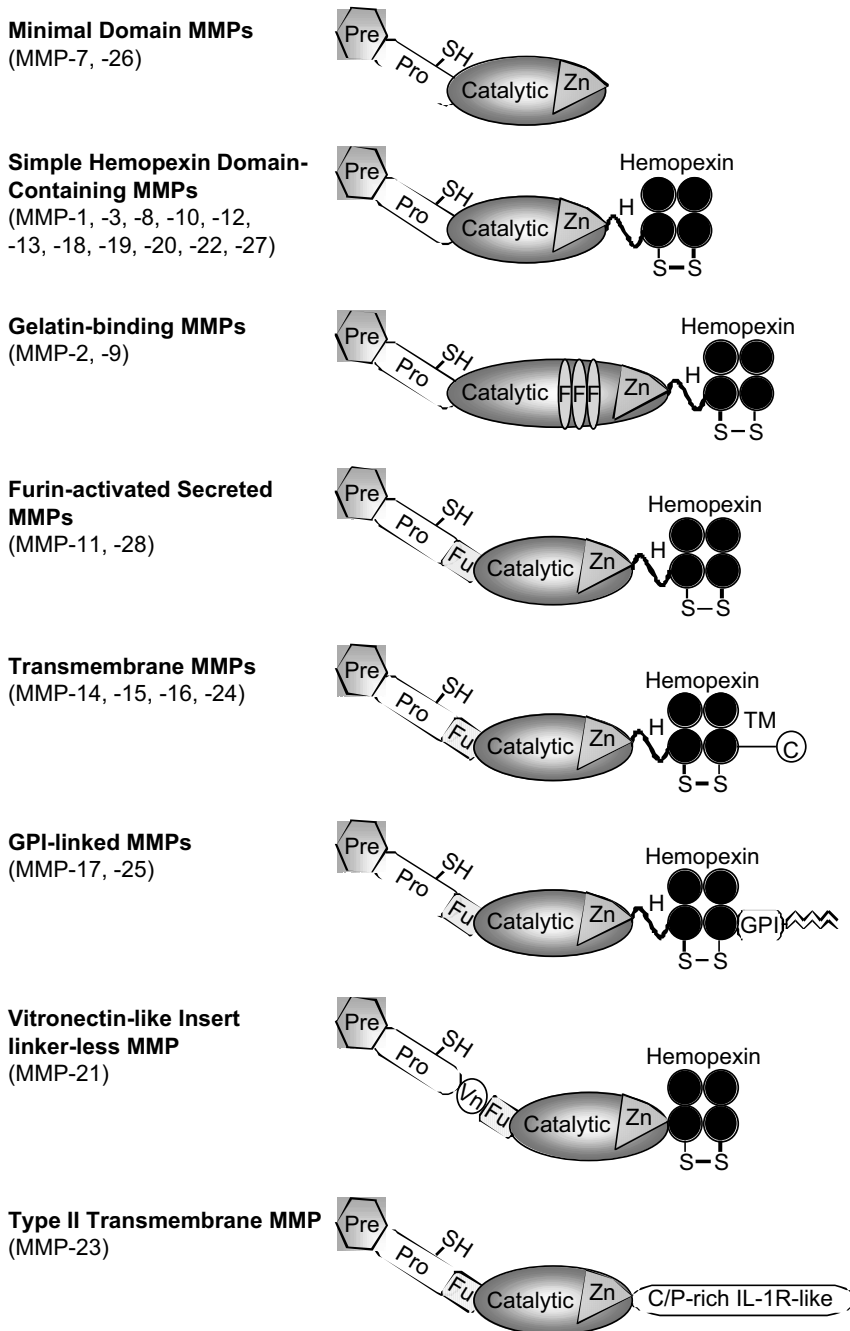 Minimal Domain MMPs
(MMP-7, -26)
Pre
Pro
SH
Catalytic
Zn
Simple Hemopexin Domain-
Containing MMPs
(MMP-1, -3, -8, -10, -12,
-13, -18, -19, -20, -22, -27)
Pre
Pro
SH
Catalytic
Zn
H
Hemopexin
S–S
Gelatin-binding MMPs
(MMP-2, -9)
Pre
Pro
SH
Catalytic
F F F
Zn
H
Hemopexin
S–S
Furin-activated Secreted
MMPs
(MMP-11, -28)
Pre
Pro
SH
Fu
Catalytic
Zn
H
Hemopexin
S–S
Transmembrane MMPs
(MMP-14, -15, -16, -24)
Pre
Pro
SH
Fu
Catalytic
Zn
H
Hemopexin
TM
C
S–S
GPI-linked MMPs
(MMP-17, -25)
Pre
Pro
SH
Fu
Catalytic
Zn
H
Hemopexin
GPI
S–S
Vitronectin-like Insert
linker-less MMP
(MMP-21)
Pre
Pro
SH
Vn
Fu
Catalytic
Zn
Hemopexin
S–S
Type II Transmembrane MMP
(MMP-23)
Pre
Pro
SH
Fu
Catalytic
Zn
C/P-rich IL-1R-like